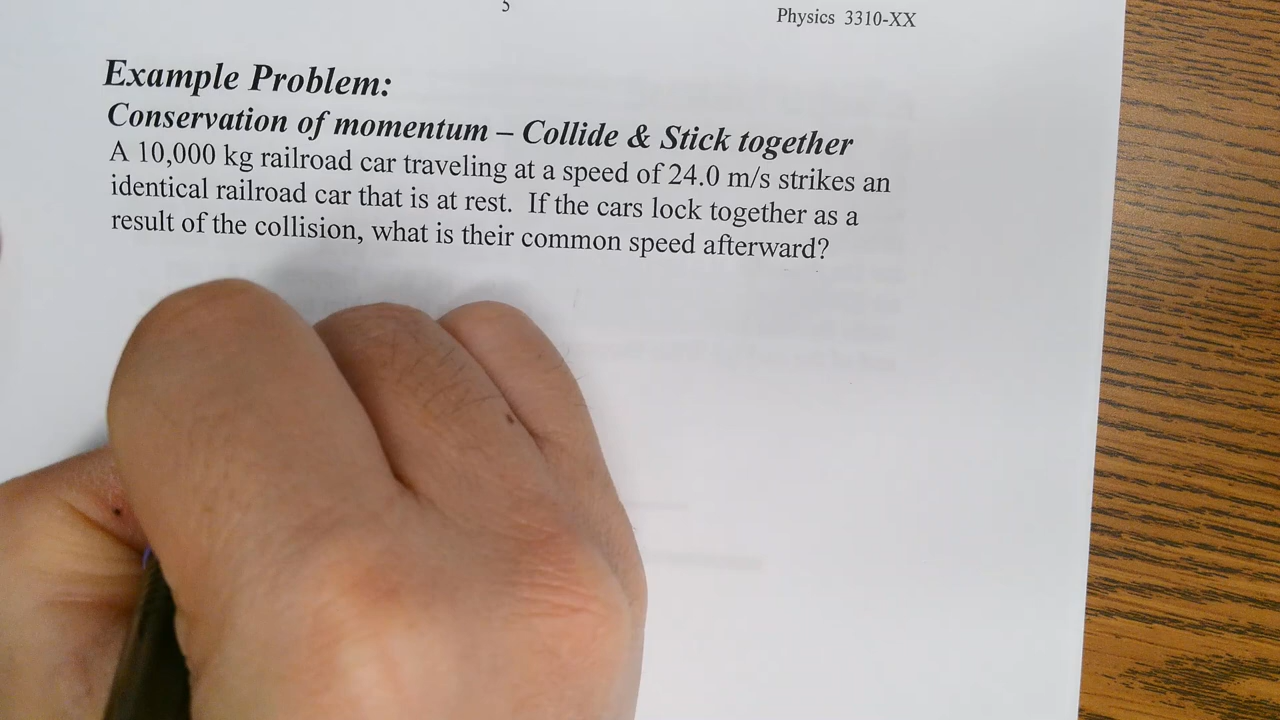 5
Physics 3310-XX
Example Problem:
Conservation of momentum – Collide & Stick together
A 10,000 kg railroad car traveling at a speed of 24.0 m/s strikes an
identical railroad car that is at rest. If the cars lock together as a
result of the collision, what is their common speed afterward?